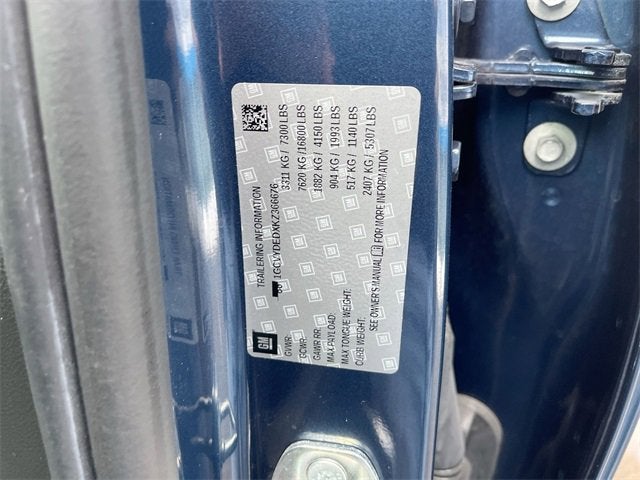 GM
TRAILERING INFORMATION
1GCVYDEDXKZ366676
GVWR: 3311 KG / 7300 LBS
GCWR: 7620 KG /16800 LBS
GAWR RR: 1882 KG / 4150 LBS
MAX PAYLOAD: 904 KG / 1993 LBS
MAX TONGUE WEIGHT: 517 KG / 1140 LBS
CURB WEIGHT: 2407 KG / 5307 LBS
SEE OWNER'S MANUAL FOR MORE INFORMATION